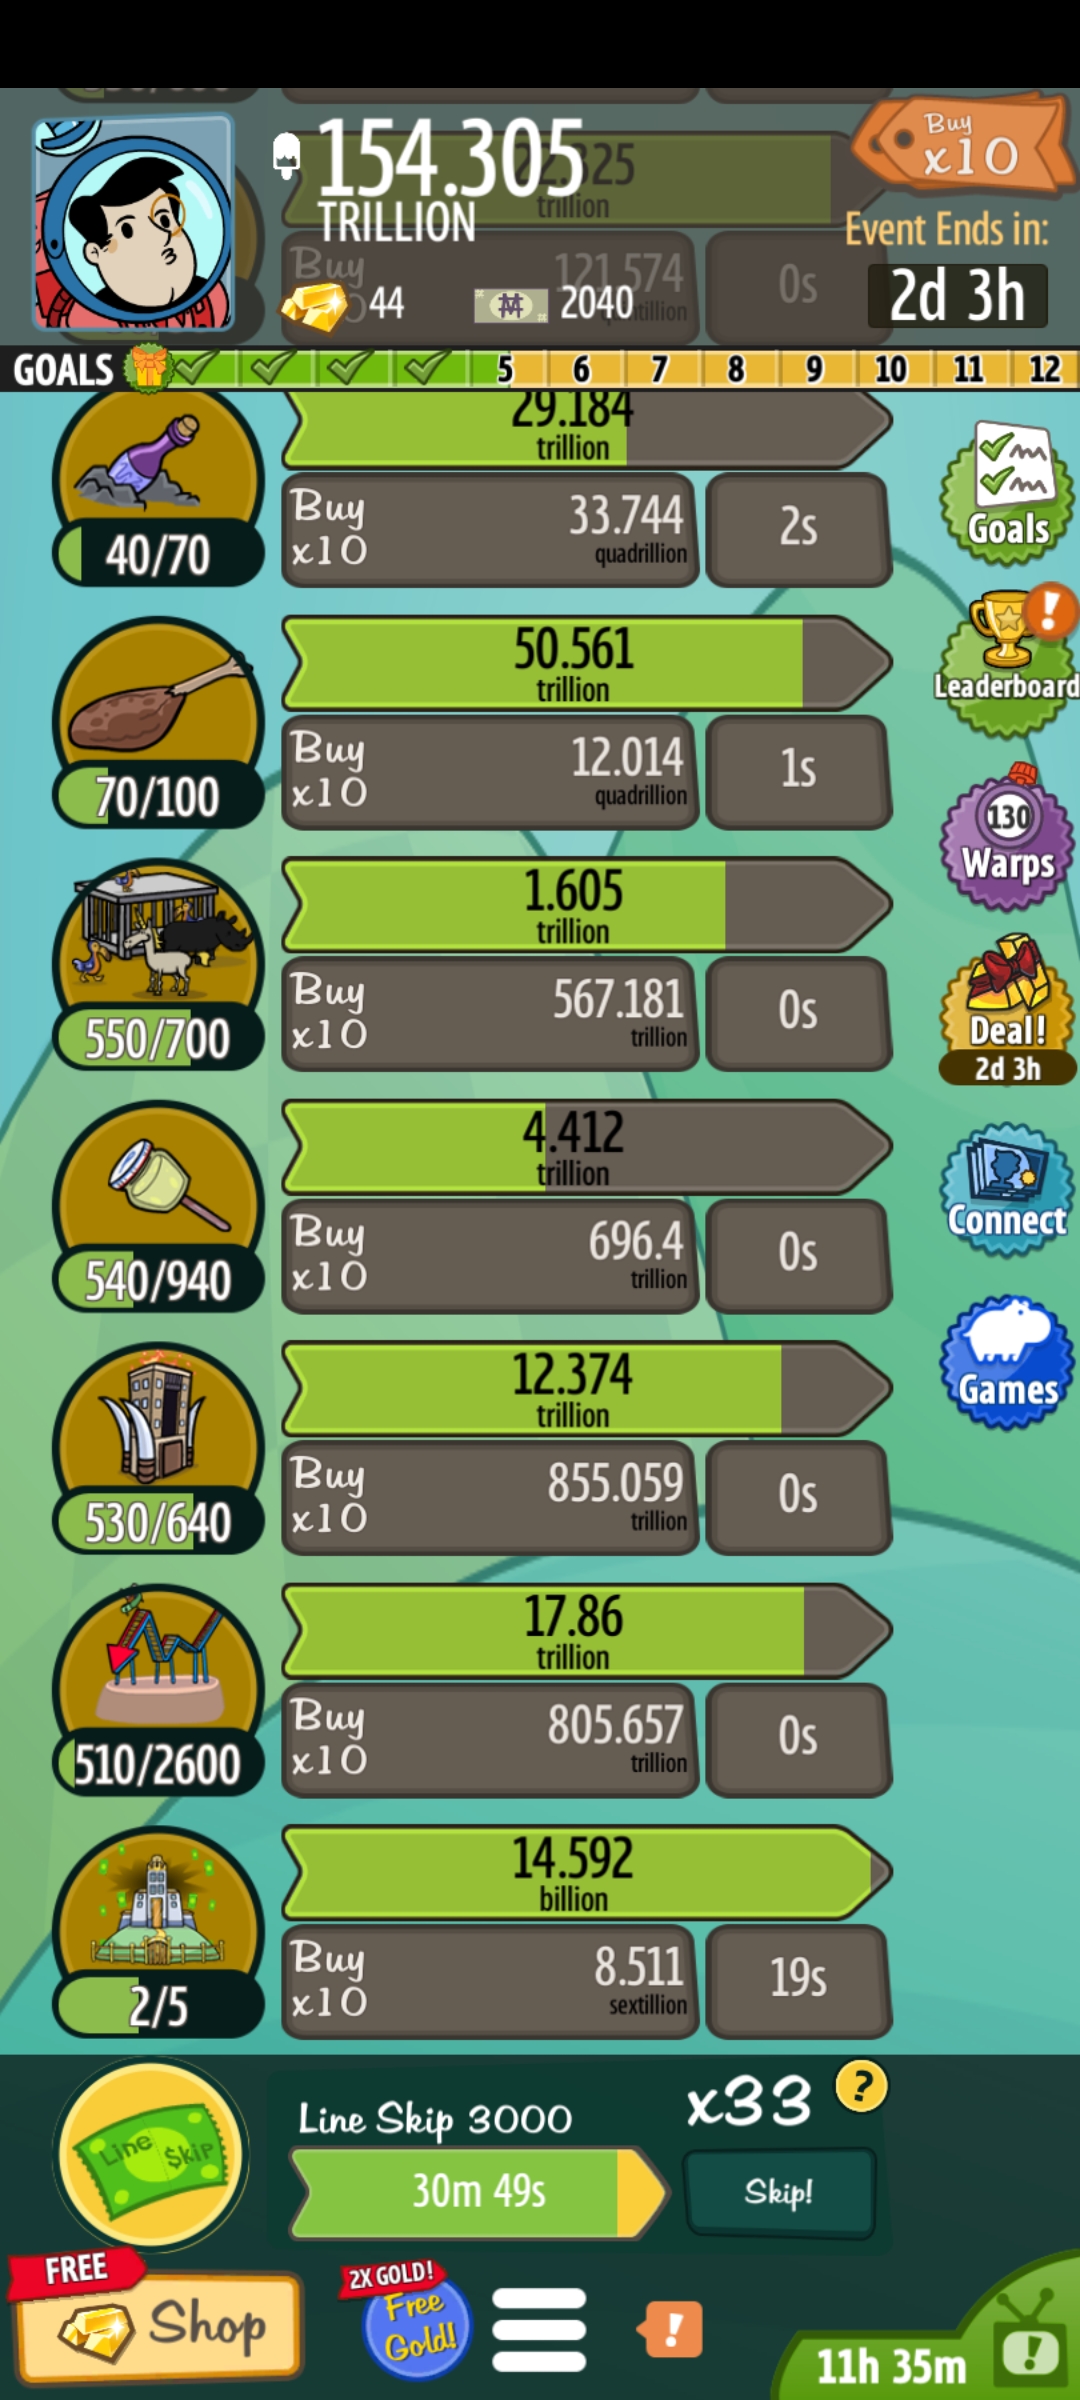 154.305
TRILLION
44
2040
Buy
x10
Event Ends in:
2d 3h
trillion
Buy
121.574
0s
GOALS
5 6 7 8 9 10 11 12
29.184
trillion
Buy
x10
33.744
quadrillion
2s
40/70
Goals
50.561
trillion
Buy
x10
12.014
quadrillion
1s
70/100
Leaderboard
!
130
Warps
1.605
trillion
Buy
x10
567.181
trillion
0s
550/700
Deal!
2d 3h
4.412
trillion
Buy
x10
696.4
trillion
0s
540/940
Connect
12.374
trillion
Buy
x10
855.059
trillion
0s
530/640
Games
17.86
trillion
Buy
x10
805.657
trillion
0s
510/2600
14.592
billion
Buy
x10
8.511
sextillion
19s
2/5
Line $kip
Line Skip 3000
30m 49s
x33
?
Skip!
FREE
Shop
2X GOLD!
Free
Gold!
!
11h 35m
!